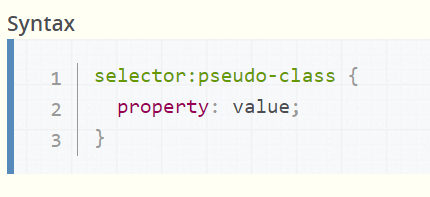 Syntax
1 selector:pseudo-class {
2   property: value;
3 }